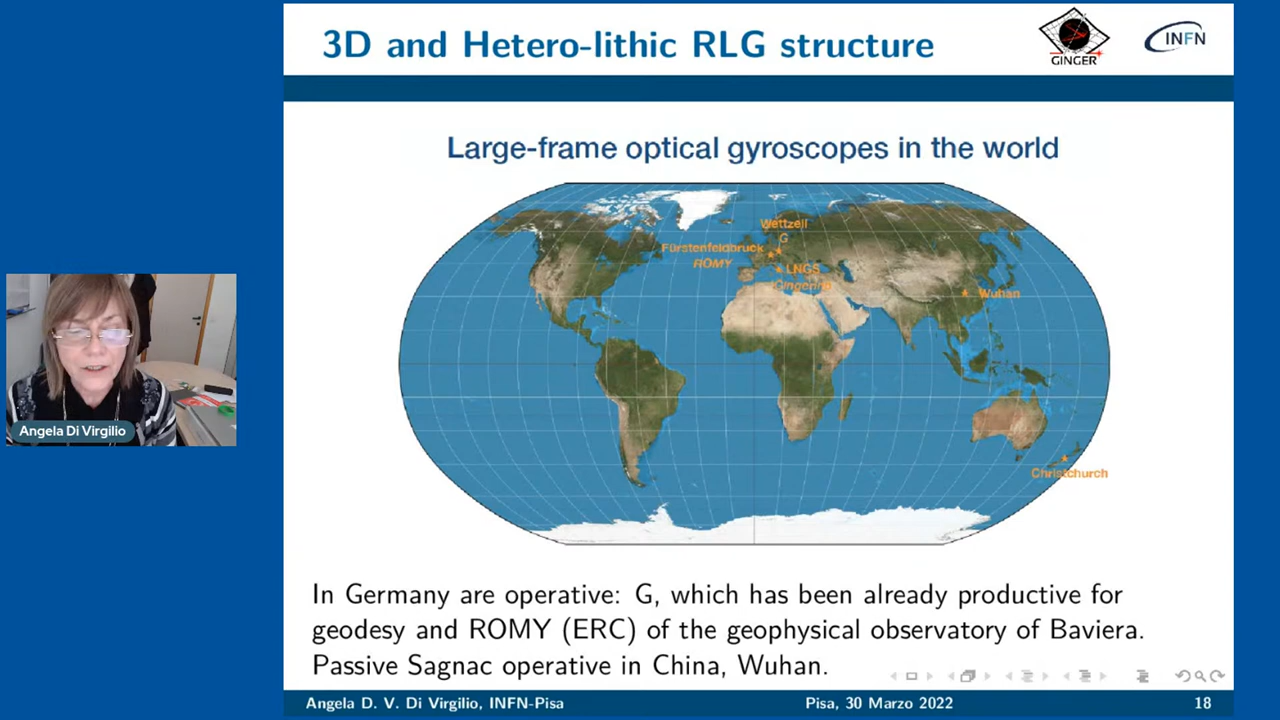 3D and Hetero-lithic RLG structure
GINGER
INFN
Large-frame optical gyroscopes in the world
Wettzell
G
Fürstenfeldbruck
ROMY
LNGS
Gingerino
Wuhan
Christchurch
Angela Di Virgilio
In Germany are operative: G, which has been already productive for
geodesy and ROMY (ERC) of the geophysical observatory of Baviera.
Passive Sagnac operative in China, Wuhan.
Angela D. V. Di Virgilio, INFN-Pisa
Pisa, 30 Marzo 2022
18